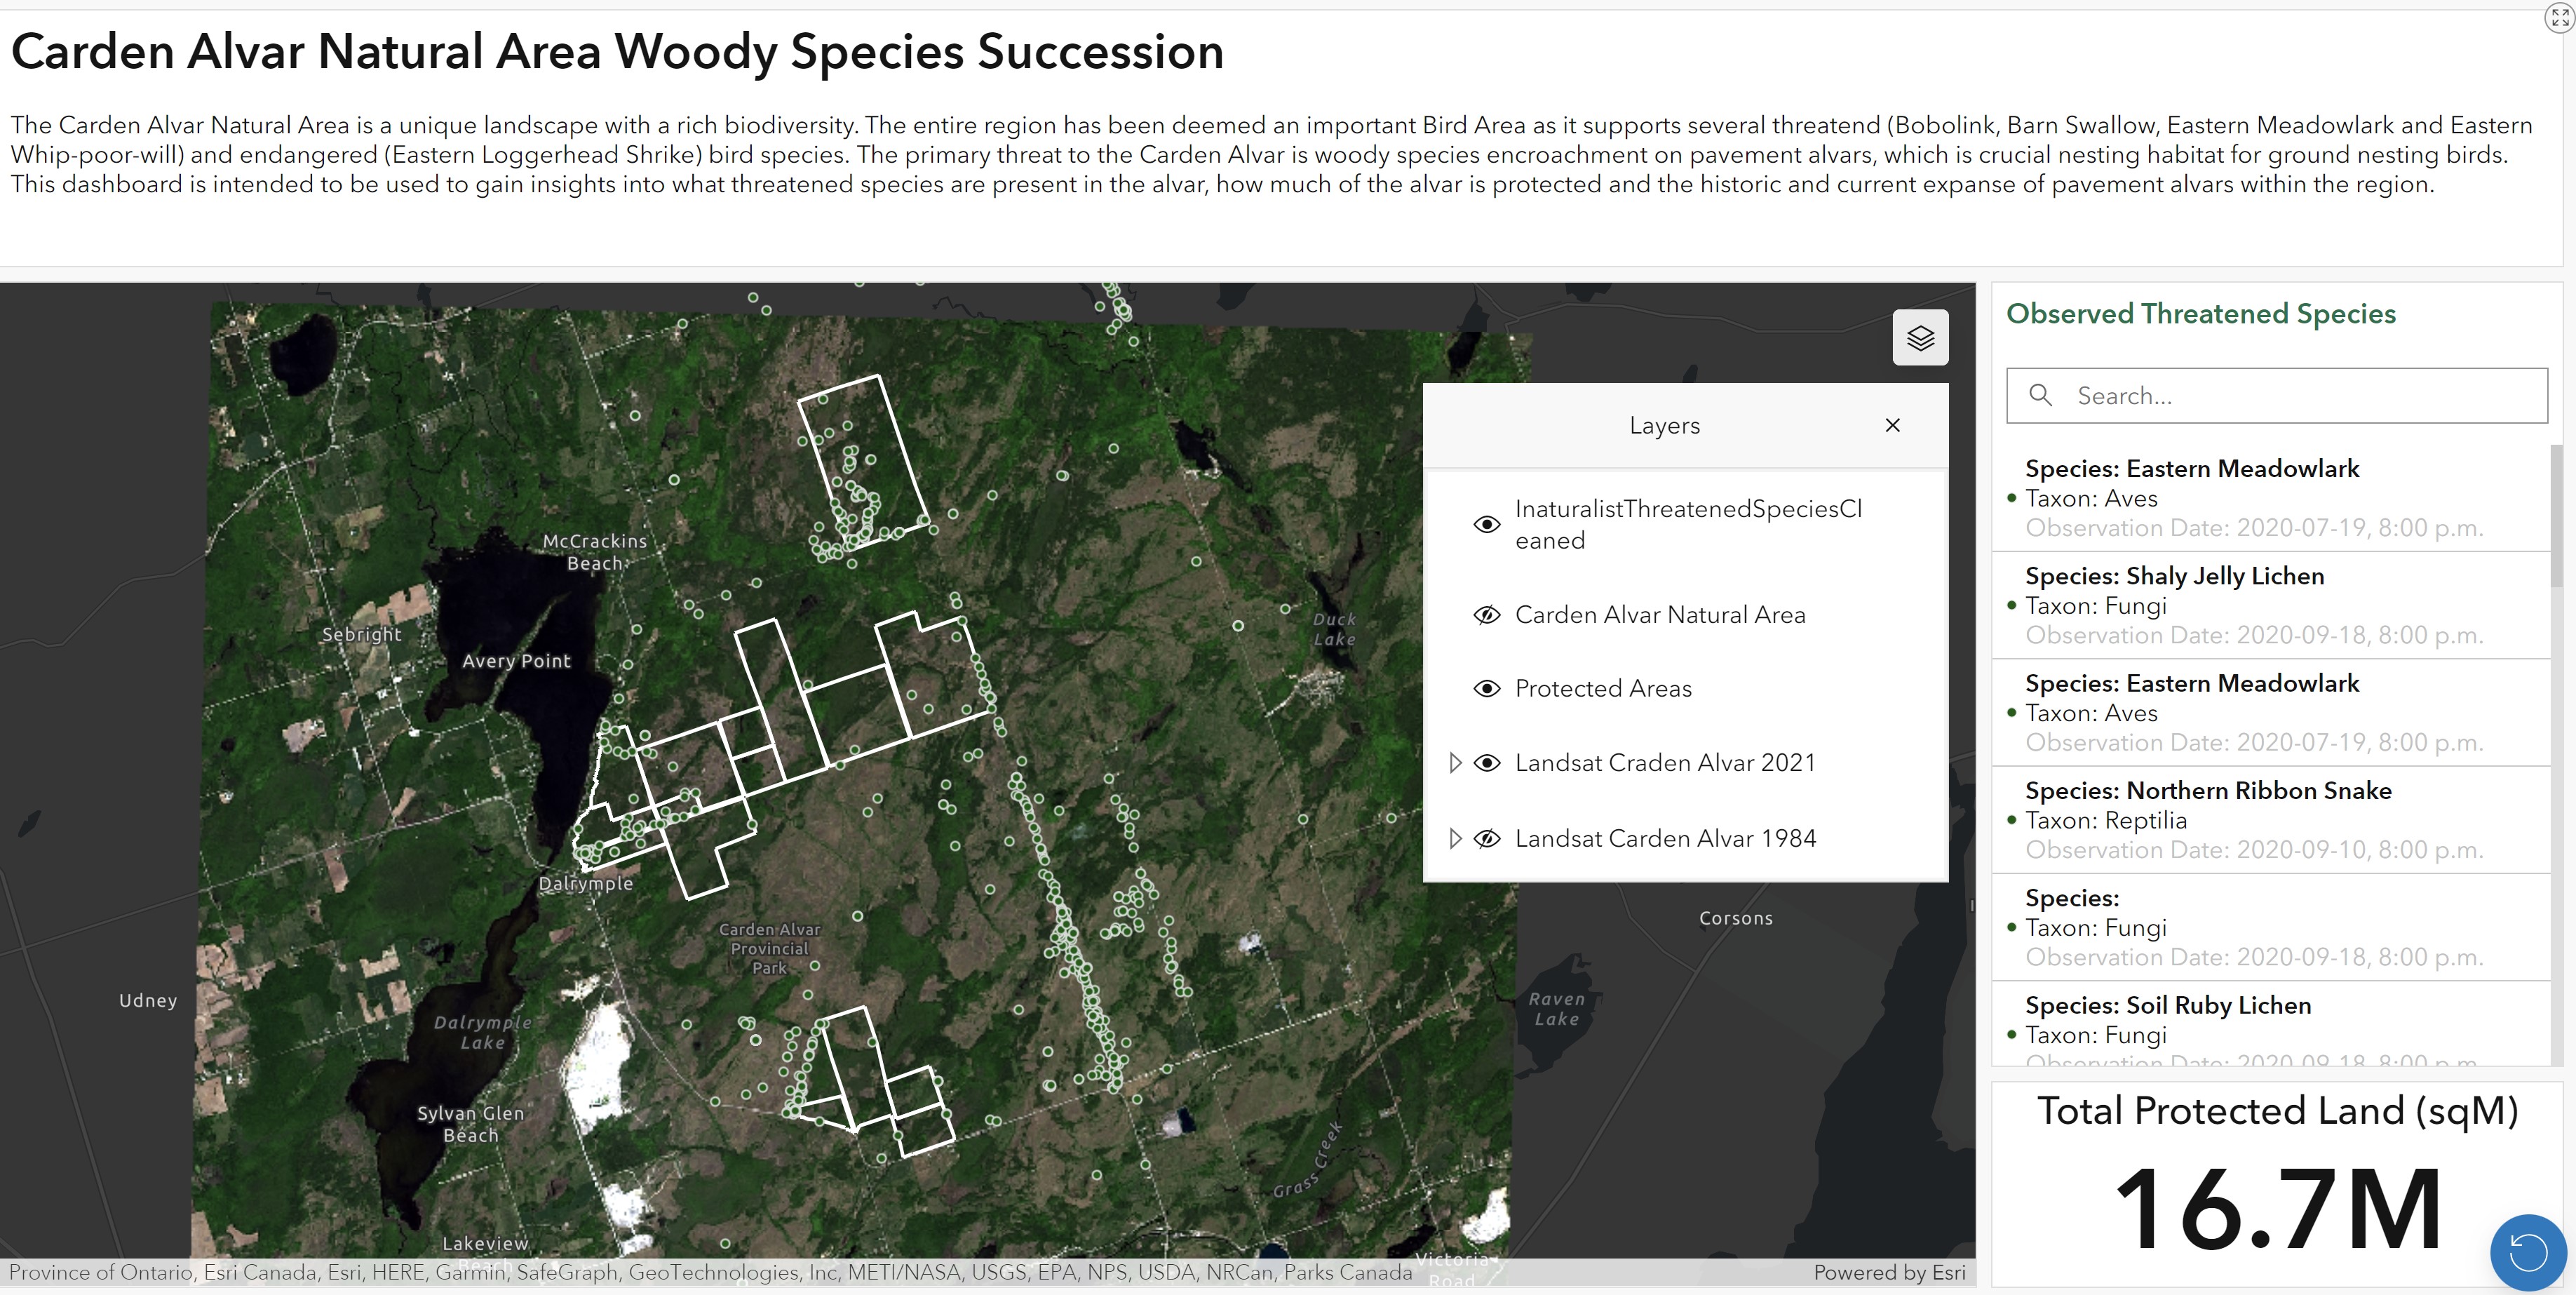 Carden Alvar Natural Area Woody Species Succession
The Carden Alvar Natural Area is a unique landscape with a rich biodiversity. The entire region has been deemed an important Bird Area as it supports several threatend (Bobolink, Barn Swallow, Eastern Meadowlark and Eastern
Whip-poor-will) and endangered (Eastern Loggerhead Shrike) bird species. The primary threat to the Carden Alvar is woody species encroachment on pavement alvars, which is crucial nesting habitat for ground nesting birds.
This dashboard is intended to be used to gain insights into what threatened species are present in the alvar, how much of the alvar is protected and the historic and current expanse of pavement alvars within the region.
McCrackins
Beach
Sebright
Avery Point
Duck
Lake
Dalrymple
Carden Alvar
Provincial
Park
Corsons
Udney
Dalrymple
Lake
Raven
Lake
Sylvan Glen
Beach
Grass Creek
Lakeview
Beach
Victoria
Road
Province of Ontario, Esri Canada, Esri, HERE, Garmin, SafeGraph, GeoTechnologies, Inc, METI/NASA, USGS, EPA, NPS, USDA, NRCan, Parks Canada
Powered by Esri
Layers
InaturalistThreatenedSpeciesCl
eaned
Carden Alvar Natural Area
Protected Areas
Landsat Craden Alvar 2021
Landsat Carden Alvar 1984
Observed Threatened Species
Search...
Species: Eastern Meadowlark
Taxon: Aves
Observation Date: 2020-07-19, 8:00 p.m.
Species: Shaly Jelly Lichen
Taxon: Fungi
Observation Date: 2020-09-18, 8:00 p.m.
Species: Eastern Meadowlark
Taxon: Aves
Observation Date: 2020-07-19, 8:00 p.m.
Species: Northern Ribbon Snake
Taxon: Reptilia
Observation Date: 2020-09-10, 8:00 p.m.
Species:
Taxon: Fungi
Observation Date: 2020-09-18, 8:00 p.m.
Species: Soil Ruby Lichen
Taxon: Fungi
Observation Date: 2020-09-18, 8:00 p.m.
Total Protected Land (sqM)
16.7M